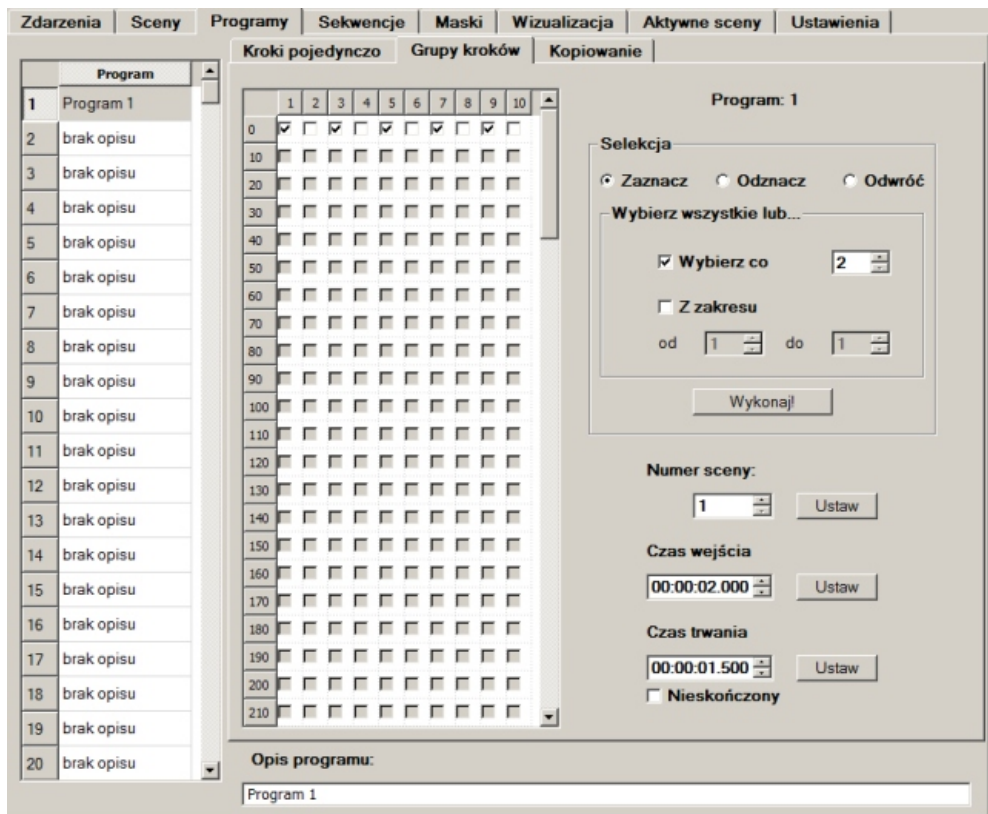 Zdarzenia Sceny Programy Sekwencje Maski Wizualizacja Aktywne sceny Ustawienia
Kroki pojedynczo Grupy kroków Kopiowanie
Program
1 Program 1
2 brak opisu
3 brak opisu
4 brak opisu
5 brak opisu
6 brak opisu
7 brak opisu
8 brak opisu
9 brak opisu
10 brak opisu
11 brak opisu
12 brak opisu
13 brak opisu
14 brak opisu
15 brak opisu
16 brak opisu
17 brak opisu
18 brak opisu
19 brak opisu
20 brak opisu
1 2 3 4 5 6 7 8 9 10
0
10
20
30
40
50
60
70
80
90
100
110
120
130
140
150
160
170
180
190
200
210
Program: 1
Selekcja
Zaznacz Odznacz Odwróć
Wybierz wszystkie lub...
Wybierz co 2
Z zakresu
od 1 do 1
Wykonaj!
Numer sceny:
1 Ustaw
Czas wejścia
00:00:02.000 Ustaw
Czas trwania
00:00:01.500 Ustaw
Nieskończony
Opis programu:
Program 1